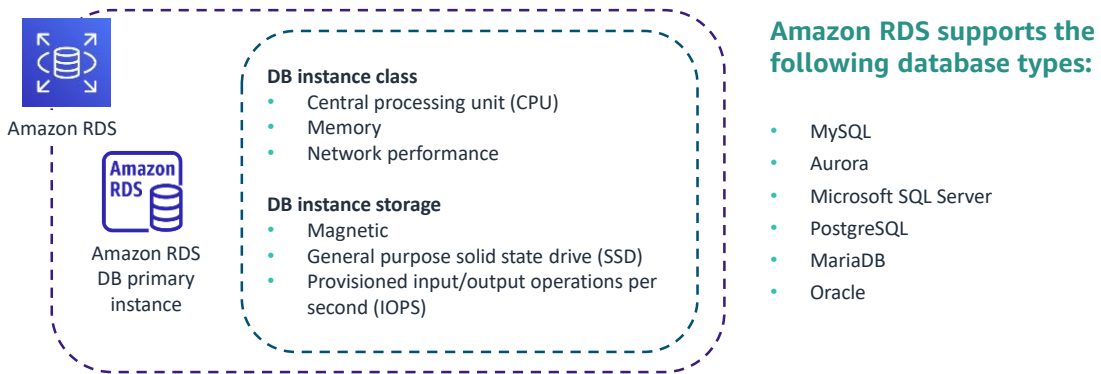 Amazon RDS
Amazon
RDS
Amazon RDS
DB primary
instance
DB instance class
• Central processing unit (CPU)
• Memory
• Network performance
DB instance storage
• Magnetic
• General purpose solid state drive (SSD)
• Provisioned input/output operations per
second (IOPS)
Amazon RDS supports the
following database types:
• MySQL
• Aurora
• Microsoft SQL Server
• PostgreSQL
• MariaDB
• Oracle